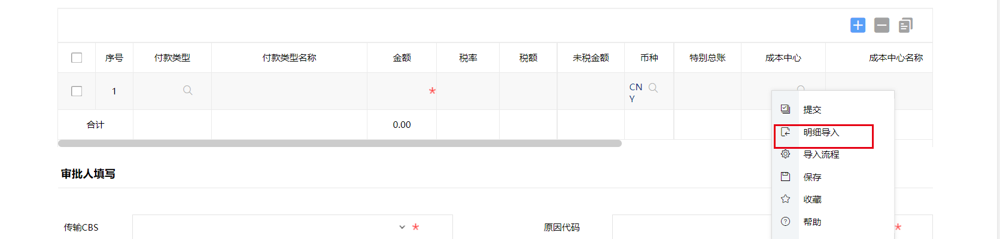 序号 付款类型 付款类型名称 金额 税率 税额 未税金额 币种 特别总账 成本中心 成本中心名称
1 * CN
Y
合计 0.00
提交
明细导入
导入流程
保存
收藏
帮助
审批人填写
传输CBS * 原因代码 *